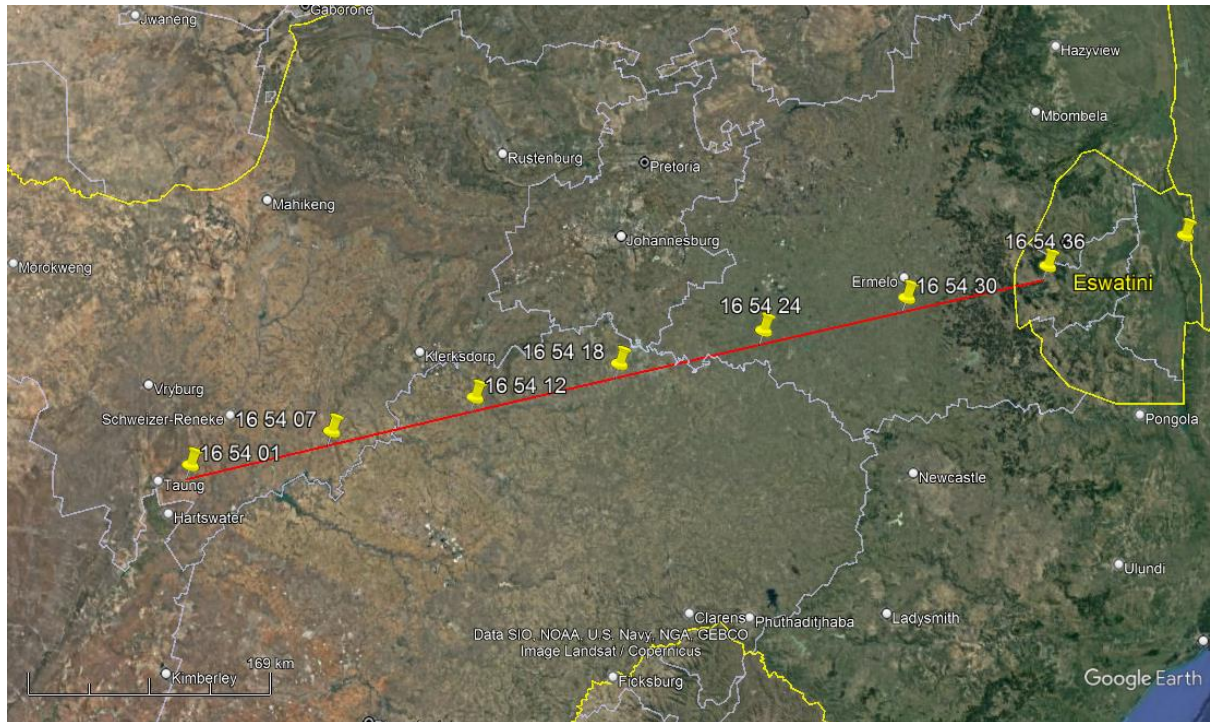 Jwaneng
Gaborone
Hazyview
Mbombela
Rustenburg
Pretoria
Mahikeng
Johannesburg
Morokweng
16 54 36
Ermelo
16 54 30
Eswatini
16 54 24
Klerksdorp
16 54 18
Vryburg
16 54 12
Schweizer-Reneke
16 54 07
Pongola
16 54 01
Taung
Newcastle
Hartswater
Ulundi
Clarens
Phuthaditjhaba
Ladysmith
Data SIO, NOAA, U.S. Navy, NGA, GEBCO
Image Landsat / Copernicus
169 km
Kimberley
Ficksburg
Google Earth